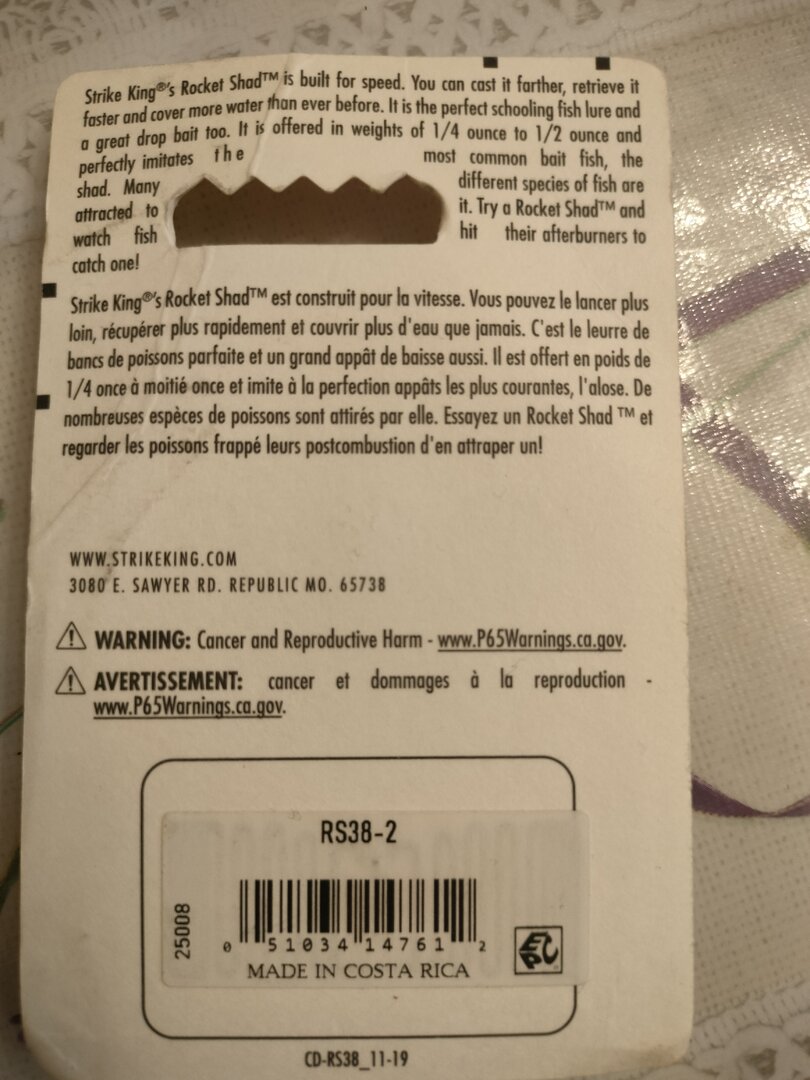 Strike King®'s Rocket Shad™ is built for speed. You can cast it farther, retrieve it
faster and cover more water than ever before. It is the perfect schooling fish lure and
a great drop bait too. It is offered in weights of 1/4 ounce to 1/2 ounce and
perfectly imitates the most common bait fish, the
shad. Many different species of fish are
attracted to it. Try a Rocket Shad™ and
watch fish hit their afterburners to
catch one!
Strike King®'s Rocket Shad™ est construit pour la vitesse. Vous pouvez le lancer plus
loin, récupérer plus rapidement et couvrir plus d'eau que jamais. C'est le leurre de
bancs de poissons parfaite et un grand appât de baisse aussi. Il est offert en poids de
1/4 once à moitié once et imite à la perfection appâts les plus courantes, l'alose. De
nombreuses espèces de poissons sont attirés par elle. Essayez un Rocket Shad ™ et
regarder les poissons frappé leurs postcombustion d'en attraper un!
WWW.STRIKEKING.COM
3080 E. SAWYER RD. REPUBLIC MO. 65738
⚠ WARNING: Cancer and Reproductive Harm - www.P65Warnings.ca.gov.
⚠ AVERTISSEMENT: cancer et dommages à la reproduction -
www.P65Warnings.ca.gov.
RS38-2
25008
0 51034 14761 2
MADE IN COSTA RICA
CD-RS38_11-19